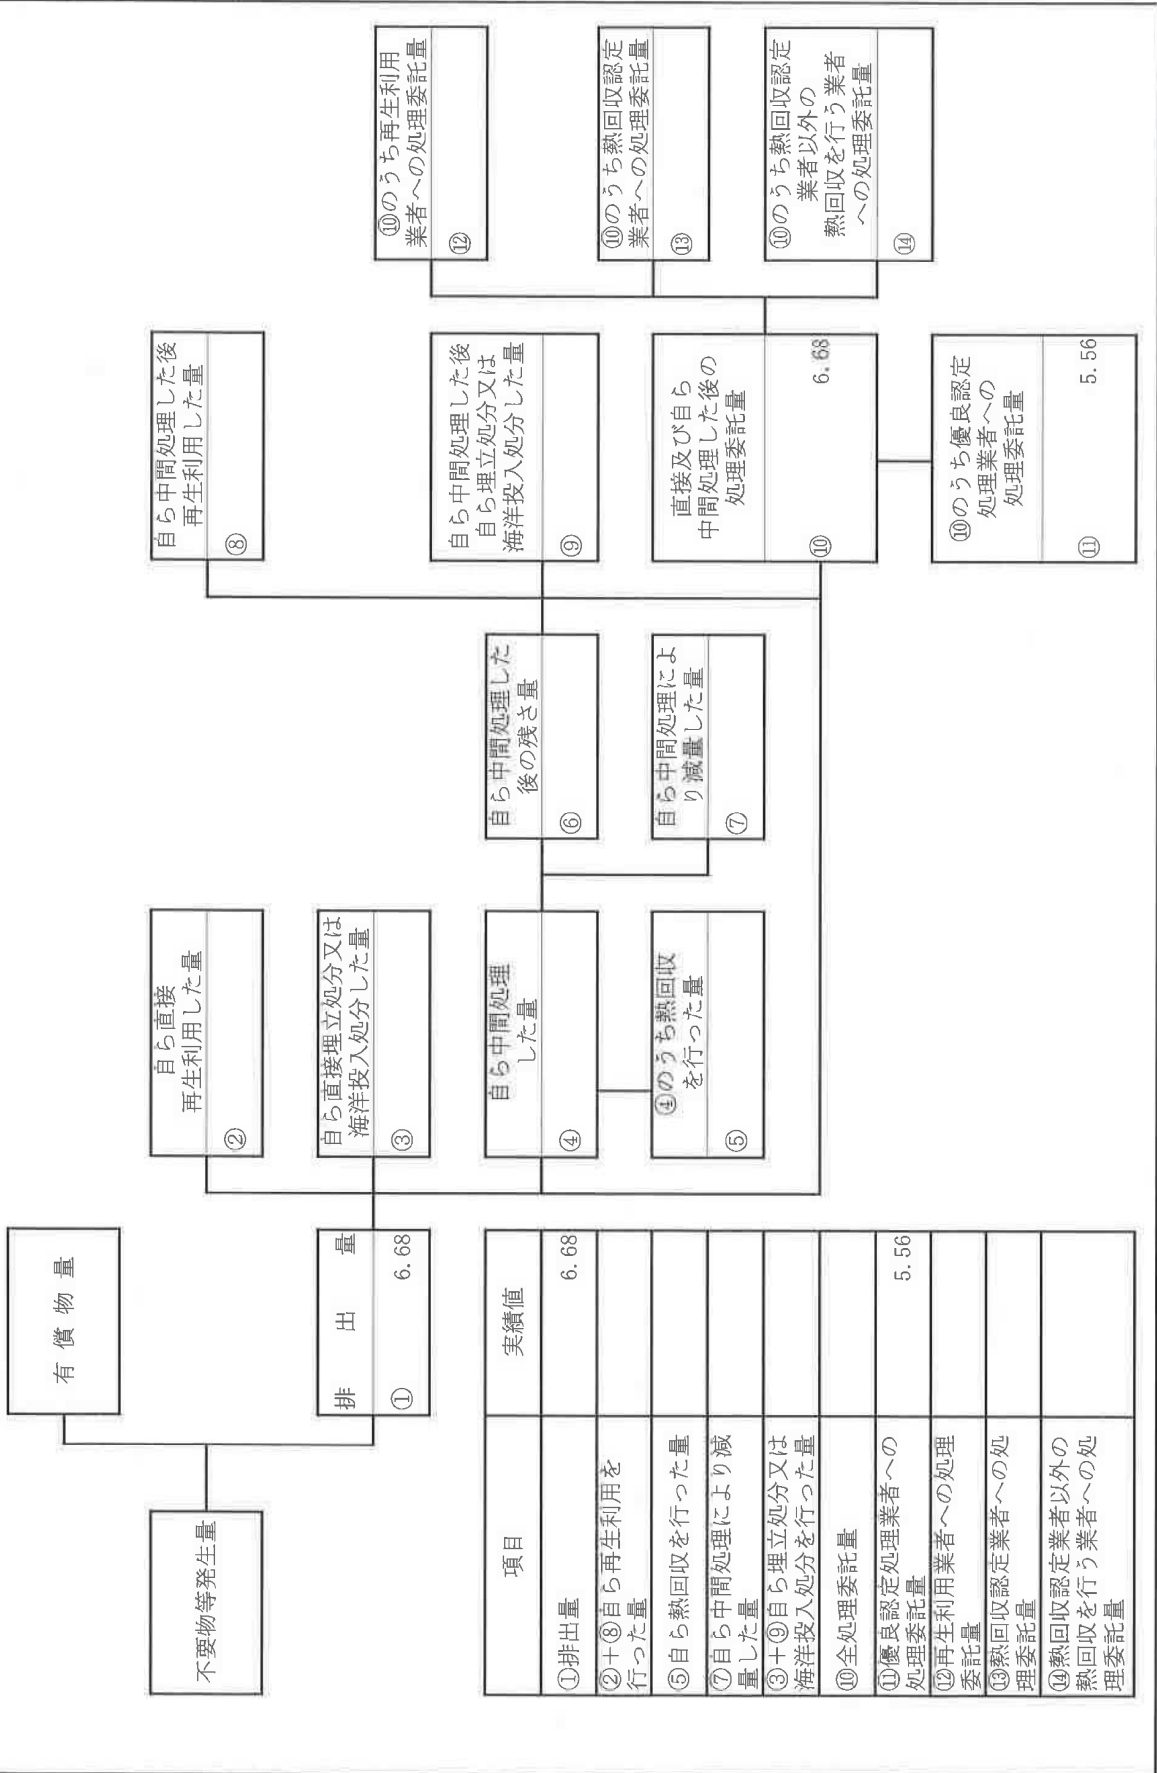 有償物量
不要物等発生量
排出量
① 6.68
自ら直接
再生利用した量
②
自ら直接埋立処分又は
海洋投入処分した量
③
自ら中間処理
した量
④
④のうち熱回収
を行った量
⑤
自ら中間処理した
後の残さ量
⑥
自ら中間処理によ
り減量した量
⑦
自ら中間処理した後
再生利用した量
⑧
自ら中間処理した後
自ら埋立処分又は
海洋投入処分した量
⑨
直接及び自ら
中間処理した後の
処理委託量
⑩ 6.68
⑩のうち優良認定
処理業者への
処理委託量
⑪ 5.56
⑩のうち再生利用
業者への処理委託量
⑫
⑩のうち熱回収認定
業者への処理委託量
⑬
⑩のうち熱回収認定
業者以外の
熱回収を行う業者
への処理委託量
⑭
項目 実績値
①排出量 6.68
②+⑧自ら再生利用を
行った量
⑤自ら熱回収を行った量
⑦自ら中間処理により減
量した量
③+⑨自ら埋立処分又は
海洋投入処分を行った量
⑩全処理委託量
⑪優良認定処理業者への
処理委託量 5.56
⑫再生利用業者への処理
委託量
⑬熱回収認定業者への処
理委託量
⑭熱回収認定業者以外の
熱回収を行う業者への処
理委託量